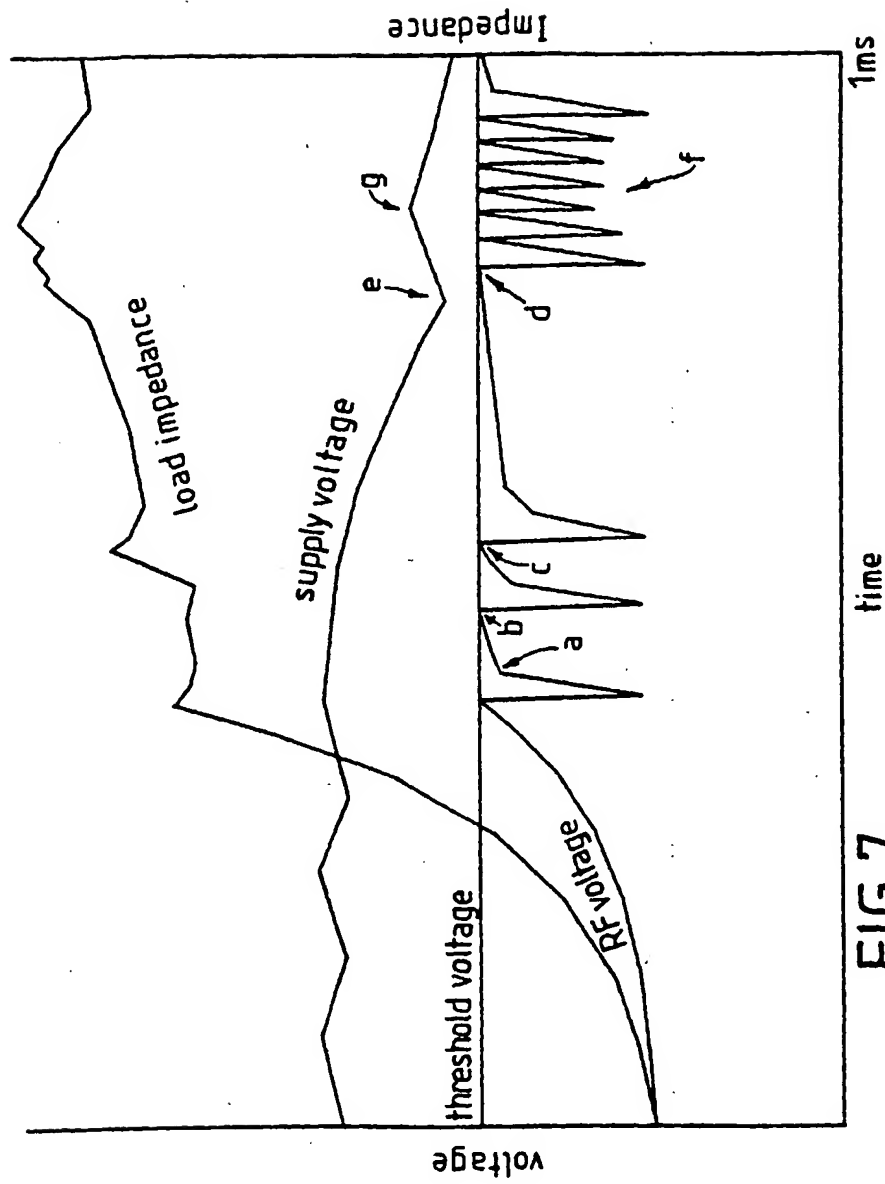 Impedance
load impedance
supply voltage
g
e
threshold voltage
RF voltage
a
b
c
d
f
voltage
time
1ms
FIG 7